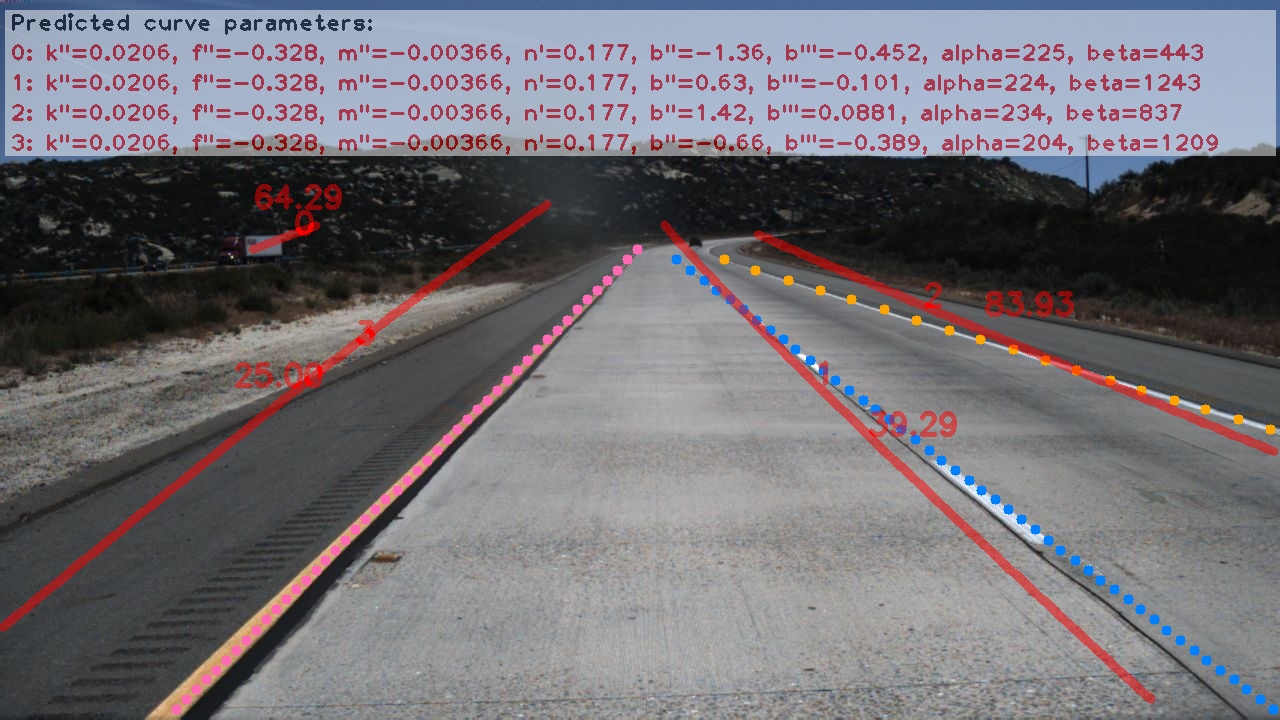 Predicted curve parameters:
0: k''=0.0206, f''=-0.328, m''=-0.00366, n'=0.177, b''=-1.36, b'''=-0.452, alpha=225, beta=443
1: k''=0.0206, f''=-0.328, m''=-0.00366, n'=0.177, b''=0.63, b'''=-0.101, alpha=224, beta=1243
2: k''=0.0206, f''=-0.328, m''=-0.00366, n'=0.177, b''=1.42, b'''=0.0881, alpha=234, beta=837
3: k''=0.0206, f''=-0.328, m''=-0.00366, n'=0.177, b''=-0.66, b'''=-0.389, alpha=204, beta=1209
64.29
0
2
83.93
3
25.00
1
39.29